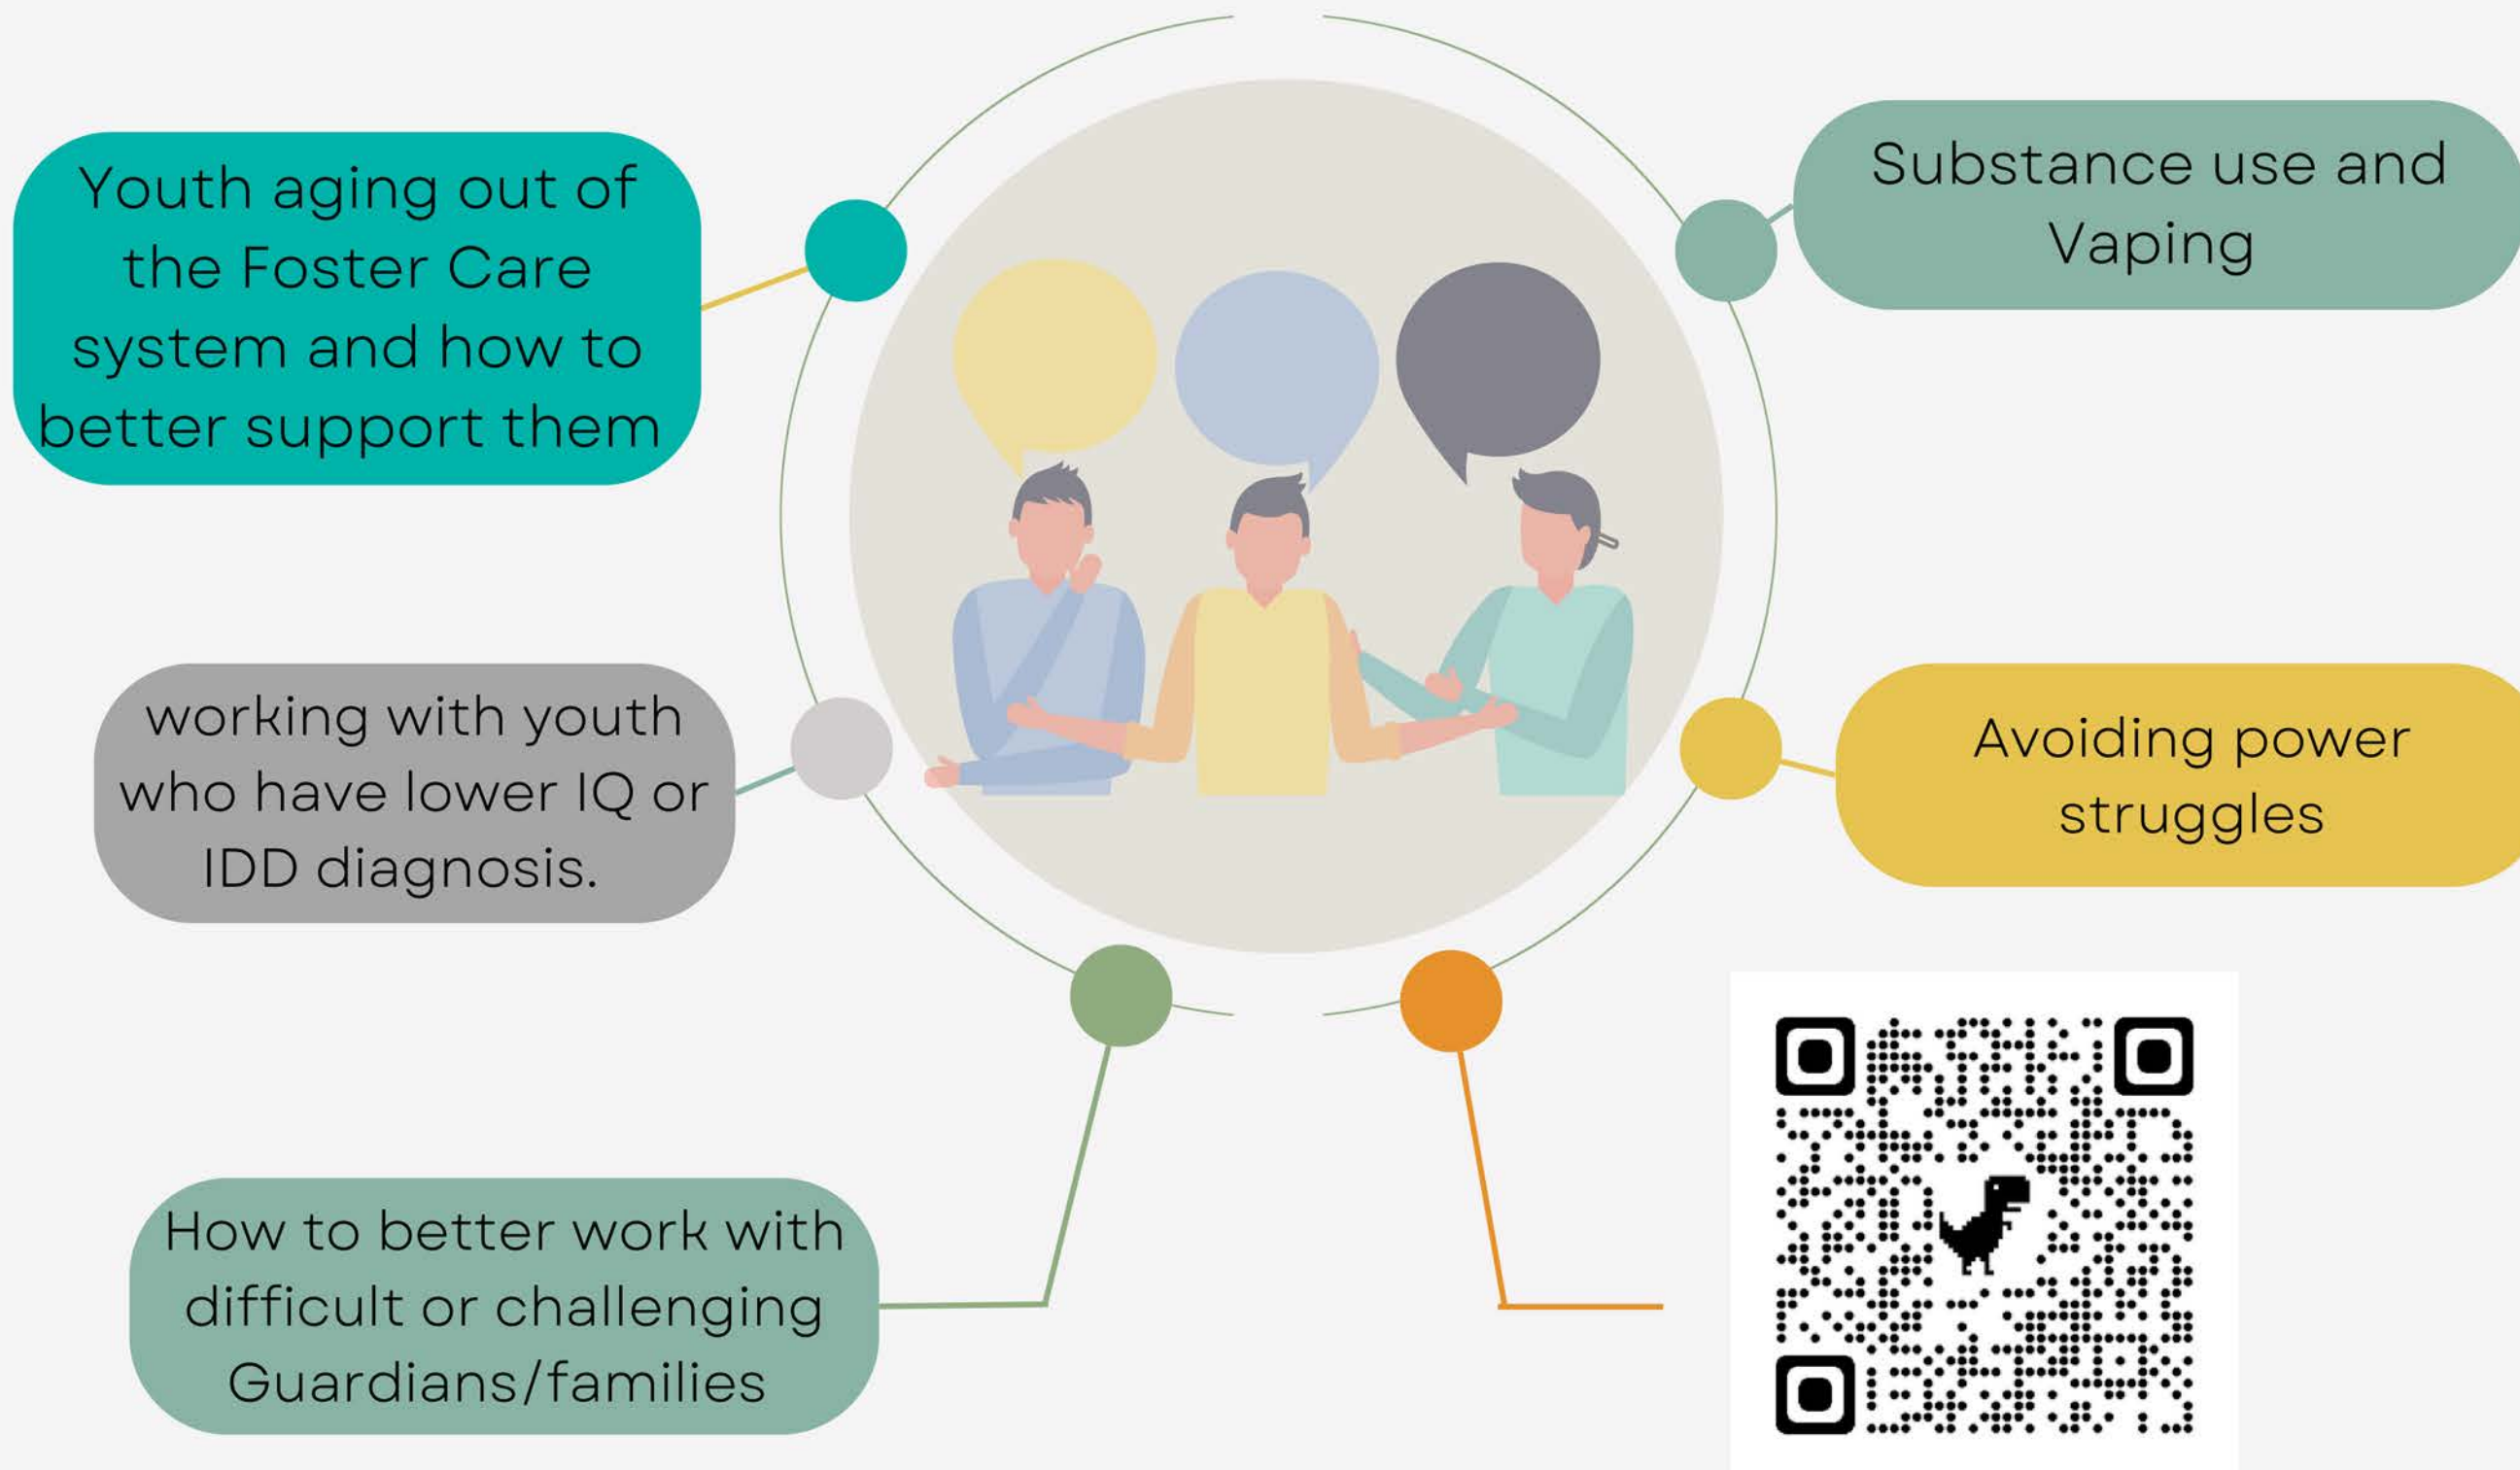 Youth aging out of
the Foster Care
system and how to
better support them
Substance use and
Vaping
working with youth
who have lower IQ or
IDD diagnosis.
Avoiding power
struggles
How to better work with
difficult or challenging
Guardians/families